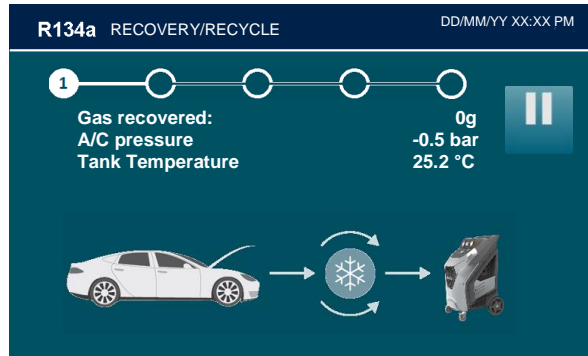 R134a RECOVERY/RECYCLE DD/MM/YY XX:XX PM
1
Gas recovered: 0g
A/C pressure -0.5 bar
Tank Temperature 25.2 °C